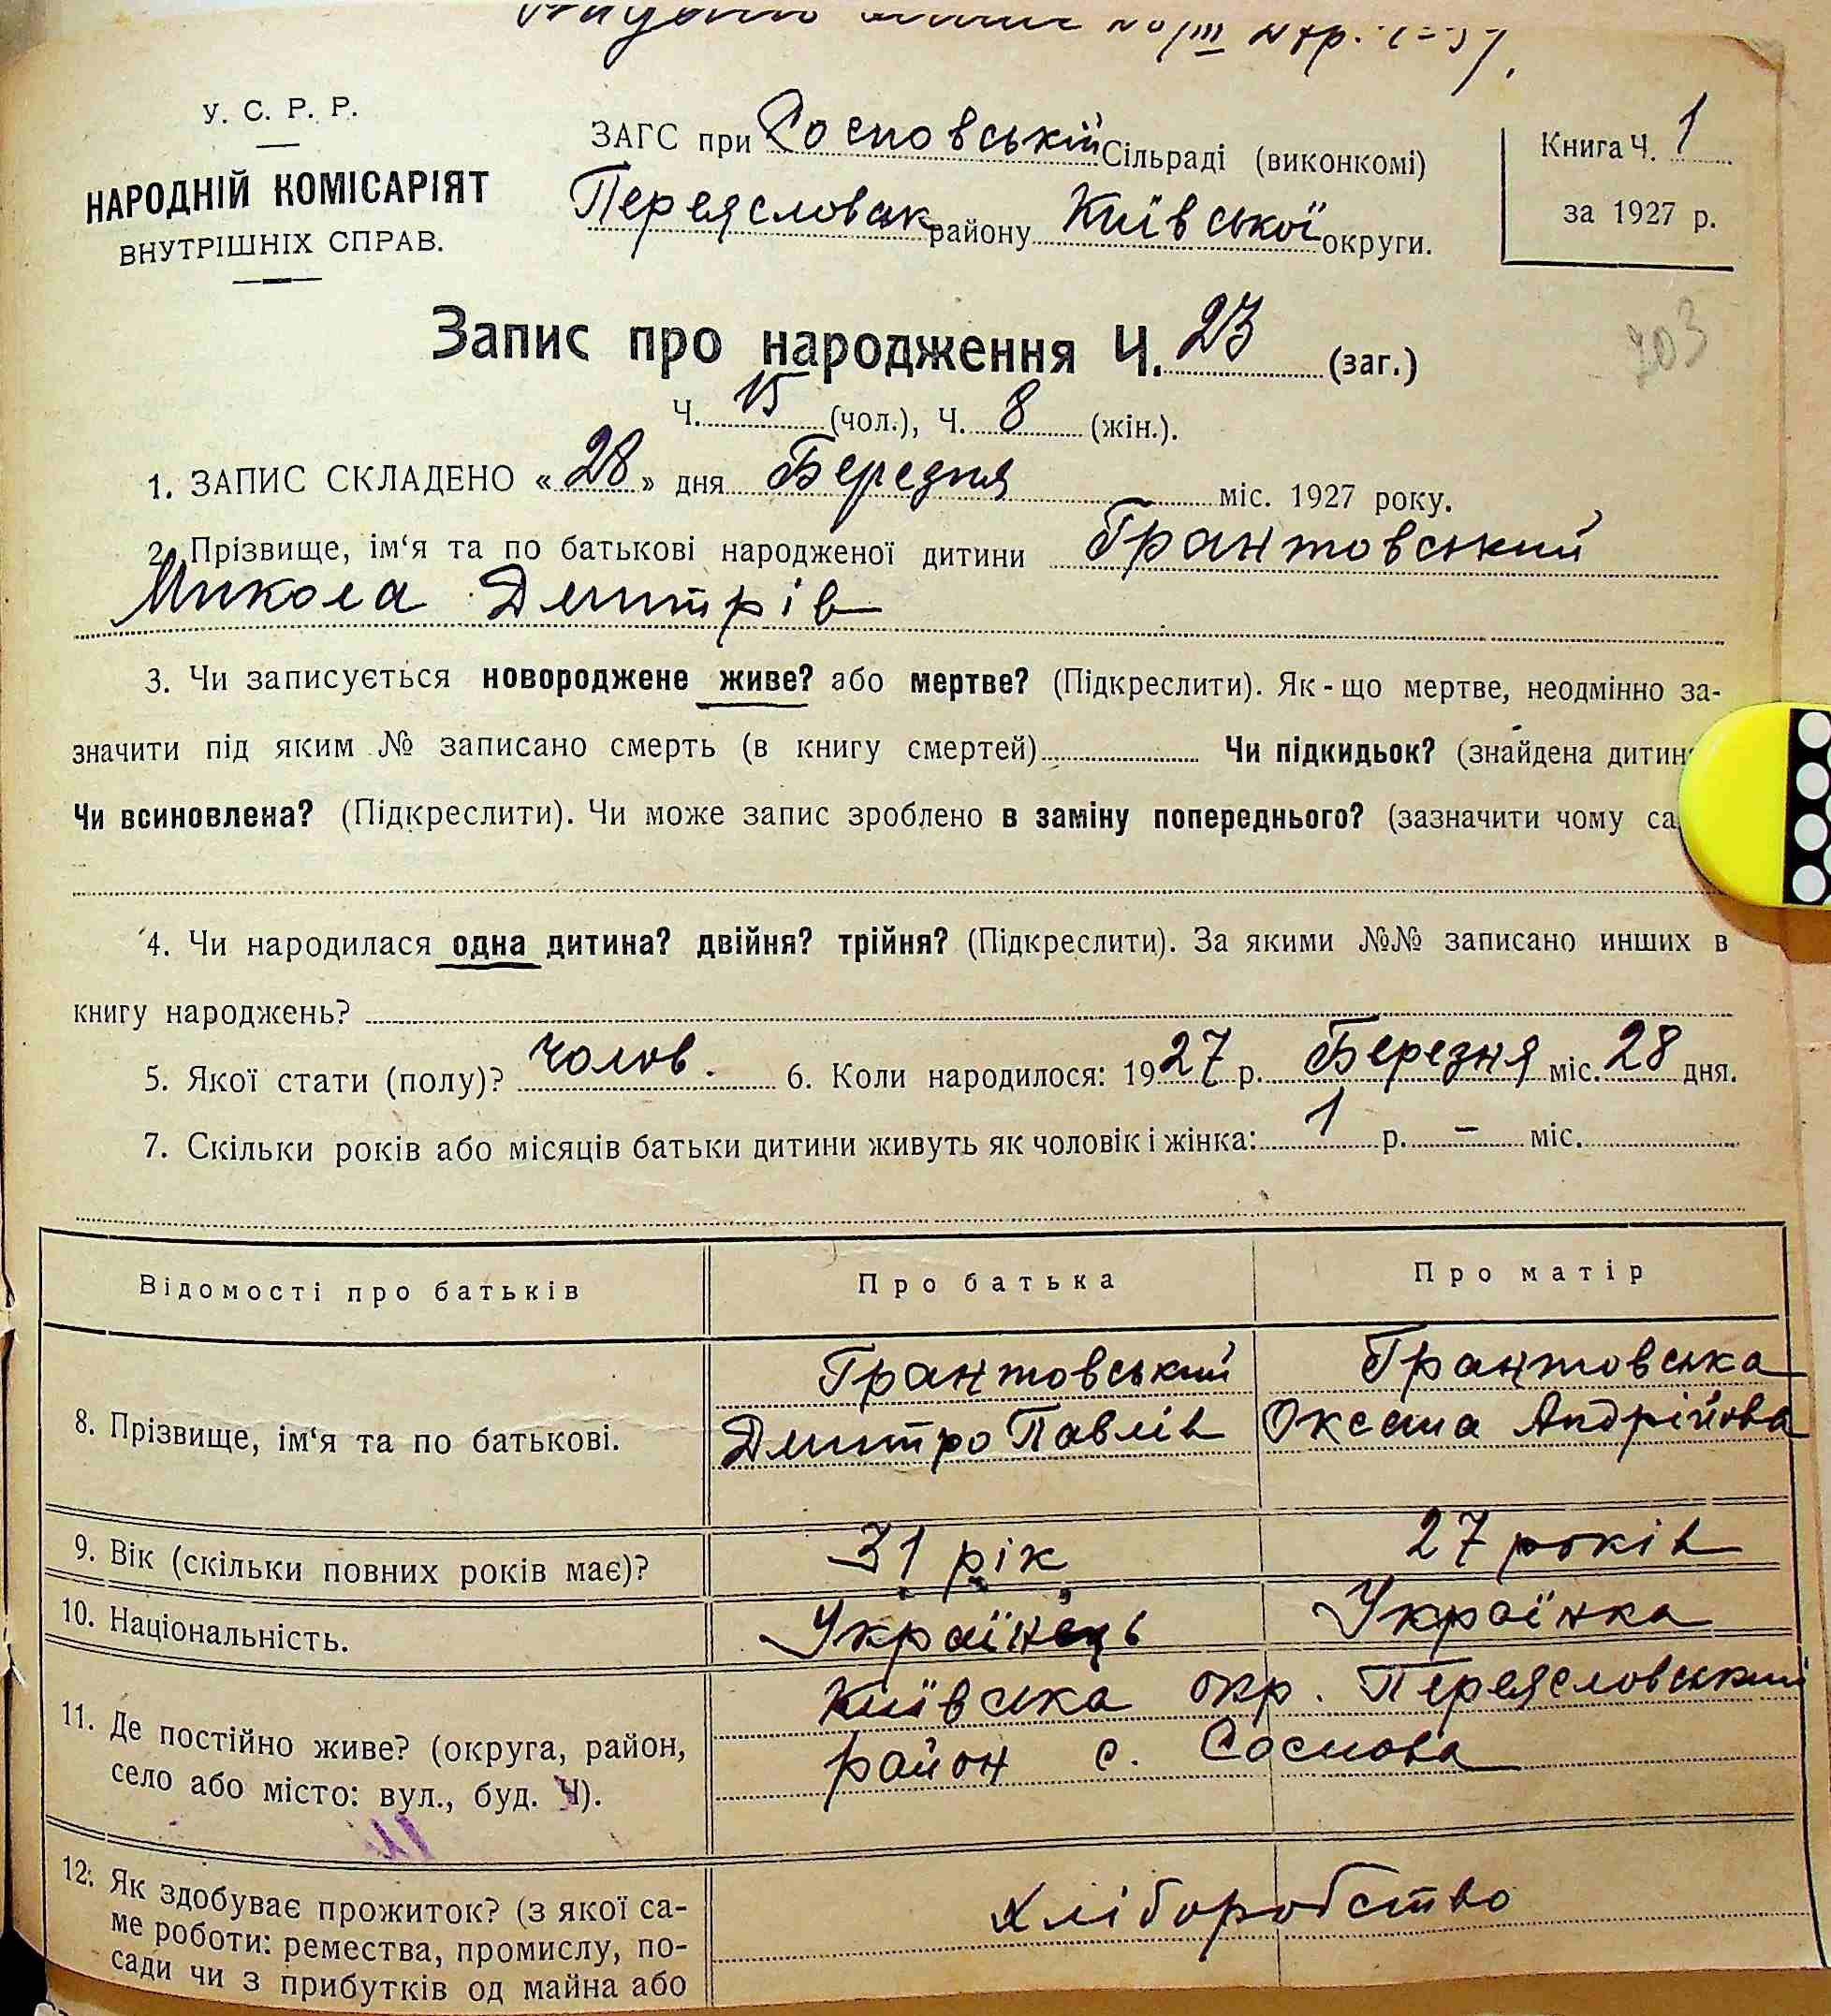 У. С. Р. Р.
НАРОДНІЙ КОМІСАРІЯТ
ВНУТРІШНІХ СПРАВ.
ЗАГС при Сосновській Сільраді (виконкомі)
Переясловськ району Київської округи.
Книга Ч. 1
за 1927 р.
203
Запис про народження Ч. 23 (заг.)
Ч. 15 (чол.), Ч. 8 (жін.).
1. ЗАПИС СКЛАДЕНО «28» дня Березня міс. 1927 року.
2. Прізвище, ім‘я та по батькові народженої дитини Грантовський
Микола Дмитрів
3. Чи записується новороджене живе? або мертве? (Підкреслити). Як-що мертве, неодмінно за-
значити під яким № записано смерть (в книгу смертей) Чи підкидьок? (знайдена дитин
Чи всиновлена? (Підкреслити). Чи може запис зроблено в заміну попереднього? (зазначити чому са
4. Чи народилася одна дитина? двійня? трійня? (Підкреслити). За якими №№ записано инших в
книгу народжень?
5. Якої стати (полу)? чолов. 6. Коли народилося: 1927 р. Березня міс. 28 дня.
7. Скільки років або місяців батьки дитини живуть як чоловік і жінка: 1 р. – міс.
Відомості про батьків Про батька Про матір
8. Прізвище, ім‘я та по батькові.
Грантовський
Дмитро Павлів
Грантовська
Оксана Андрійова
9. Вік (скільки повних років має)? 31 рік 27 років
10. Національність. Українець Українка
11. Де постійно живе? (округа, район,
село або місто: вул., буд. Ч).
Київська окр. Переясловський
район с. Соснова
12. Як здобуває прожиток? (з якої са-
ме роботи: ремества, промислу, по-
сади чи з прибутків од майна або
хліборобство